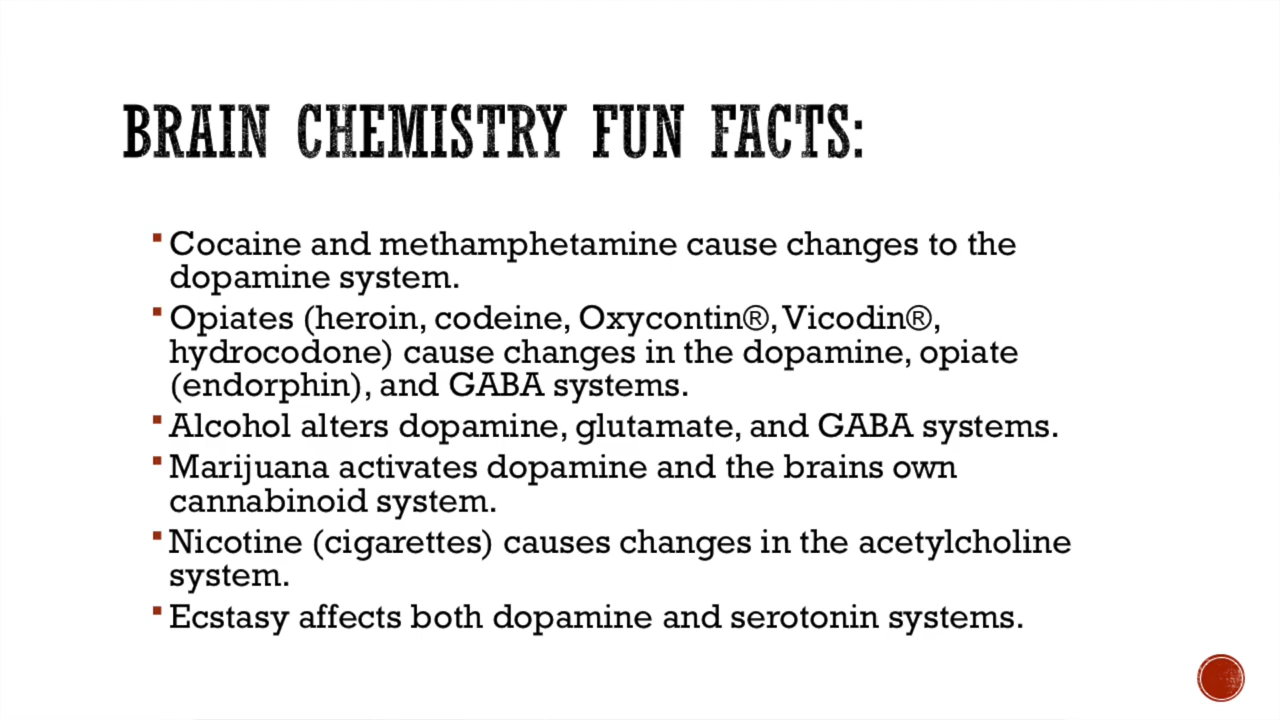 BRAIN CHEMISTRY FUN FACTS:
Cocaine and methamphetamine cause changes to the
dopamine system.
Opiates (heroin, codeine, Oxycontin®, Vicodin®,
hydrocodone) cause changes in the dopamine, opiate
(endorphin), and GABA systems.
Alcohol alters dopamine, glutamate, and GABA systems.
Marijuana activates dopamine and the brains own
cannabinoid system.
Nicotine (cigarettes) causes changes in the acetylcholine
system.
Ecstasy affects both dopamine and serotonin systems.